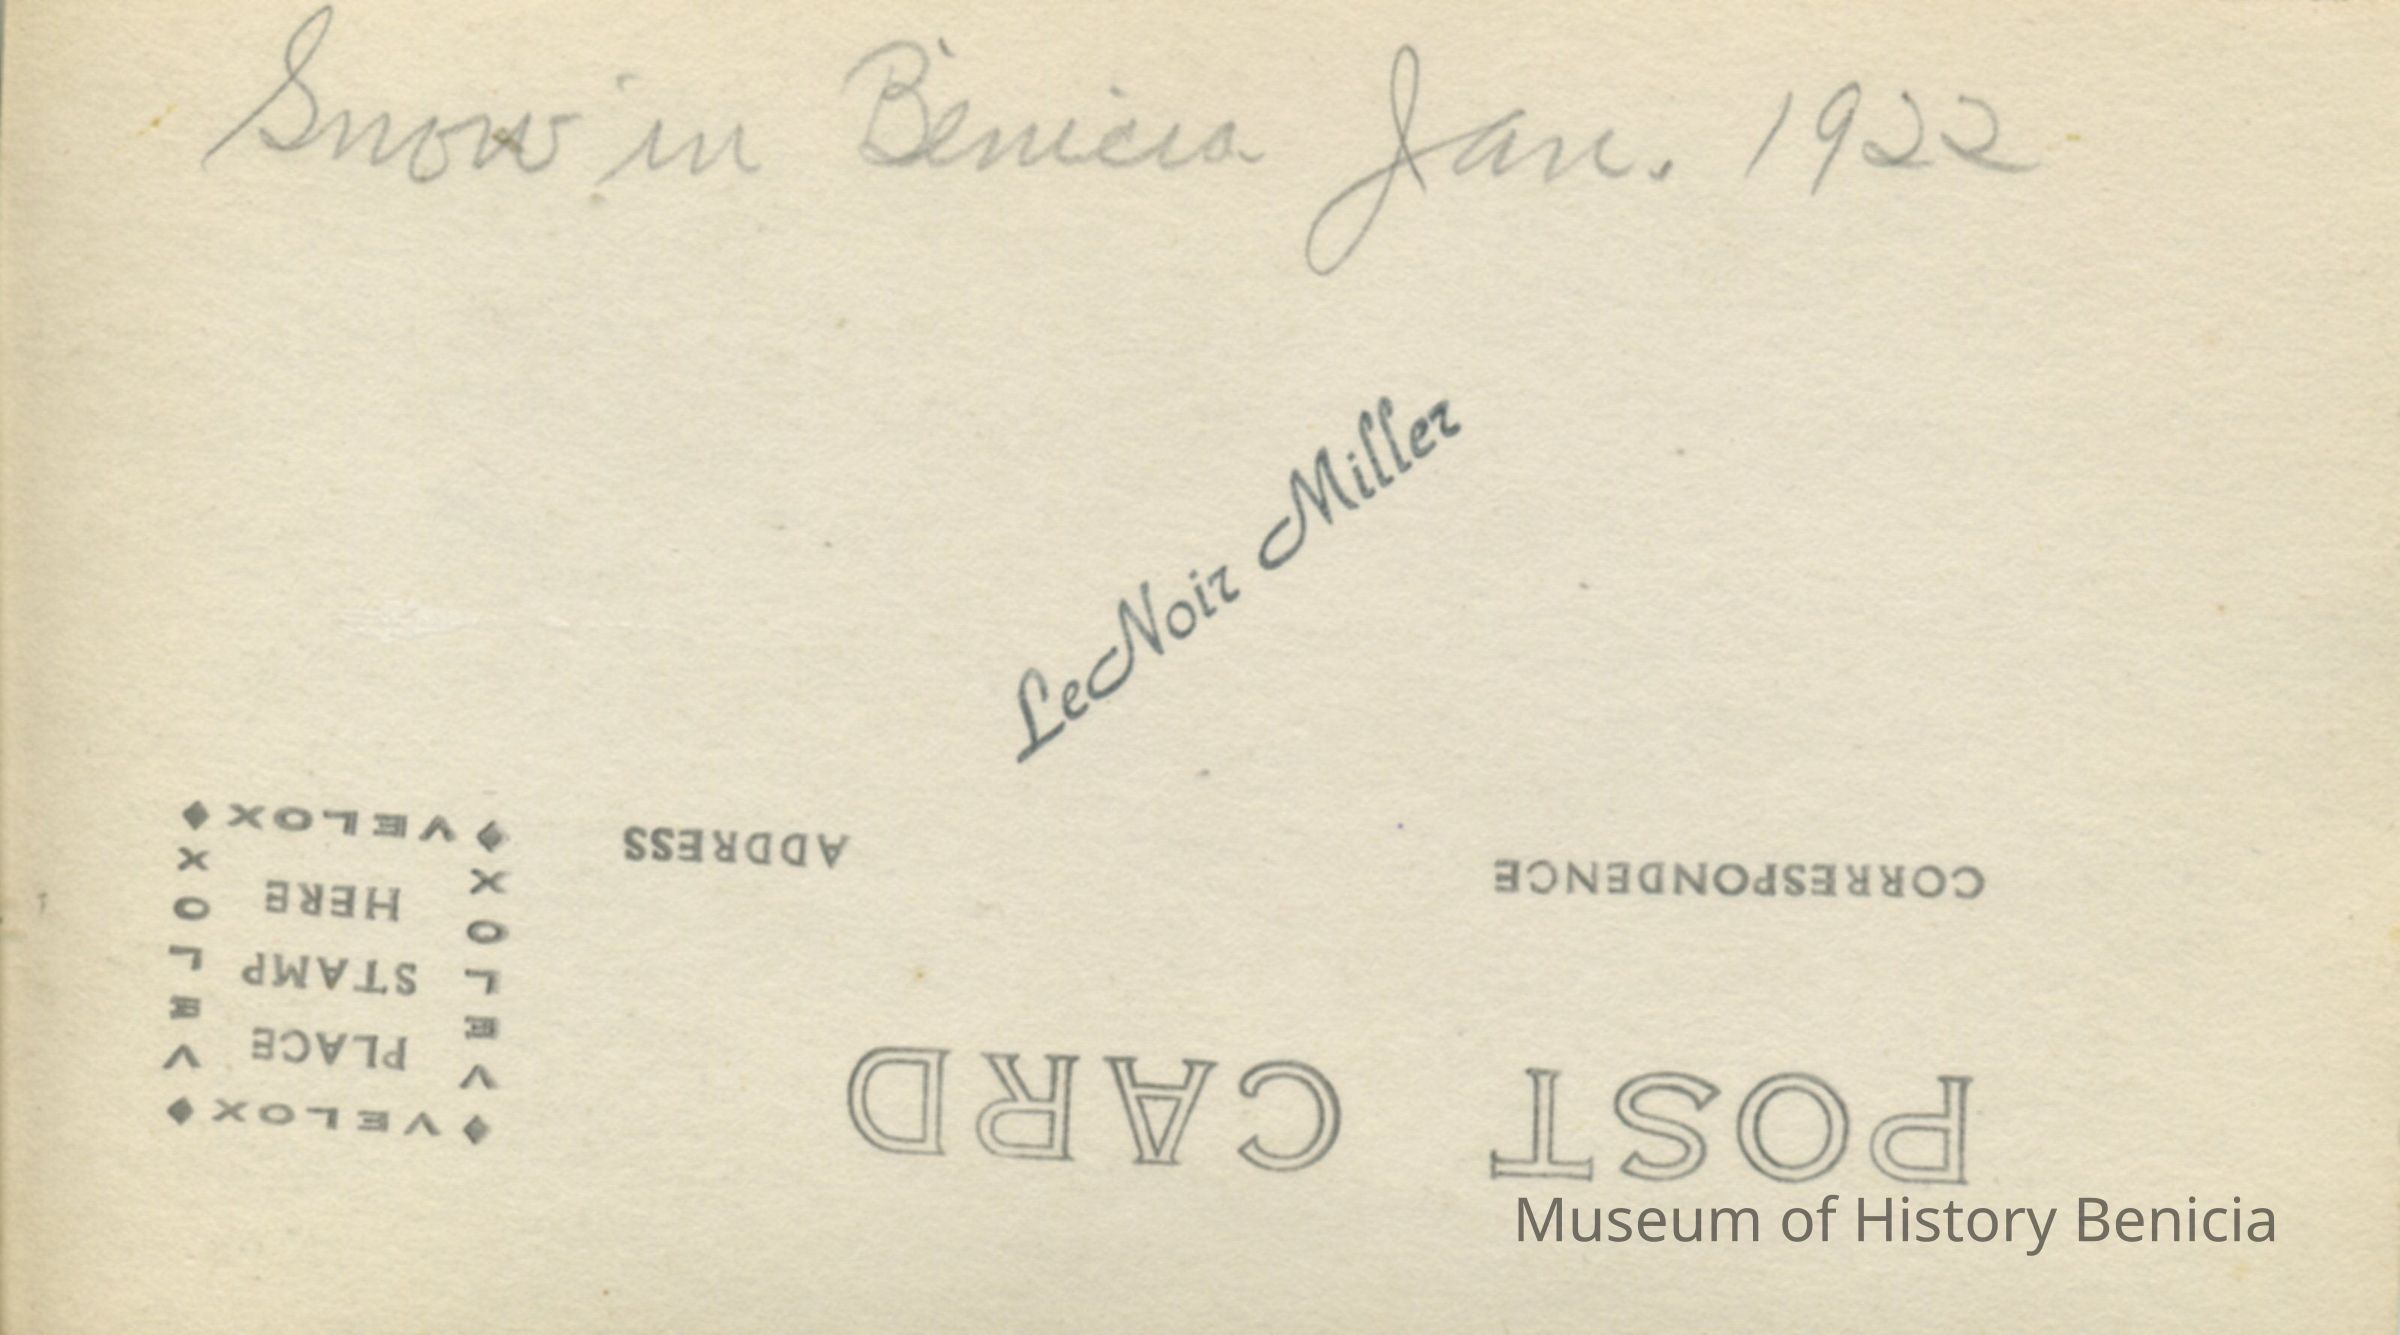 Snow in Benicia Jan. 1922
LeNoir Miller
POST CARD
CORRESPONDENCE
ADDRESS
VELOX
VELOX
VELOX
VELOX
PLACE
STAMP
HERE
Museum of History Benicia